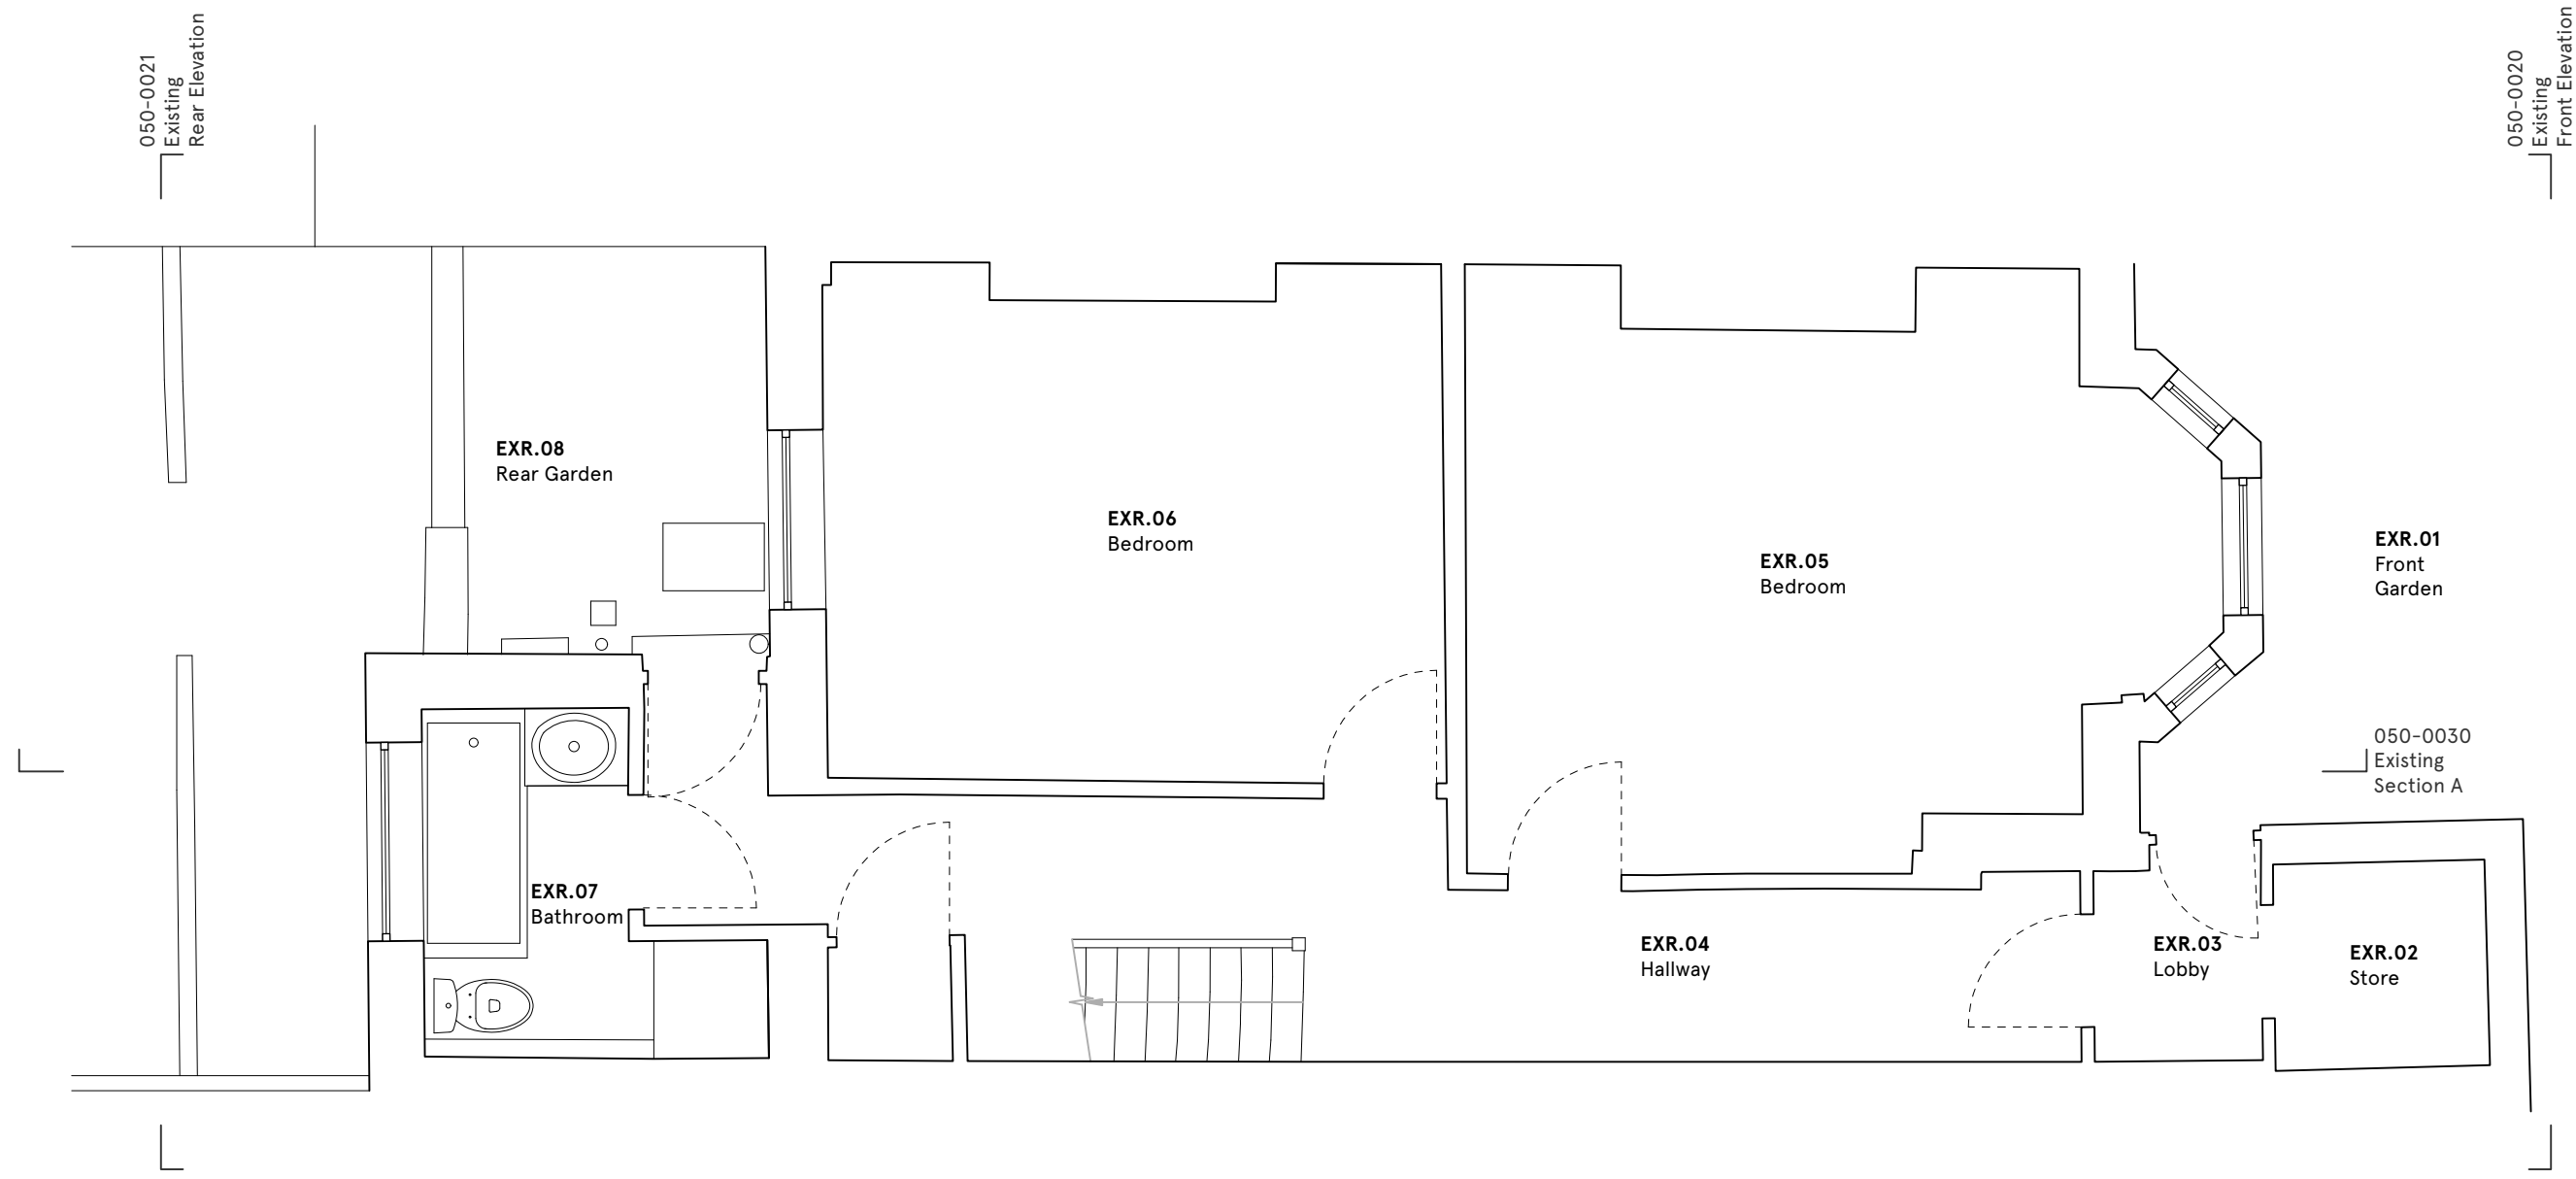 050-0021
Existing
Rear Elevation
050-0020
Existing
Front Elevation
EXR.08
Rear Garden
EXR.06
Bedroom
EXR.05
Bedroom
EXR.01
Front
Garden
050-0030
Existing
Section A
EXR.07
Bathroom
EXR.04
Hallway
EXR.03
Lobby
EXR.02
Store